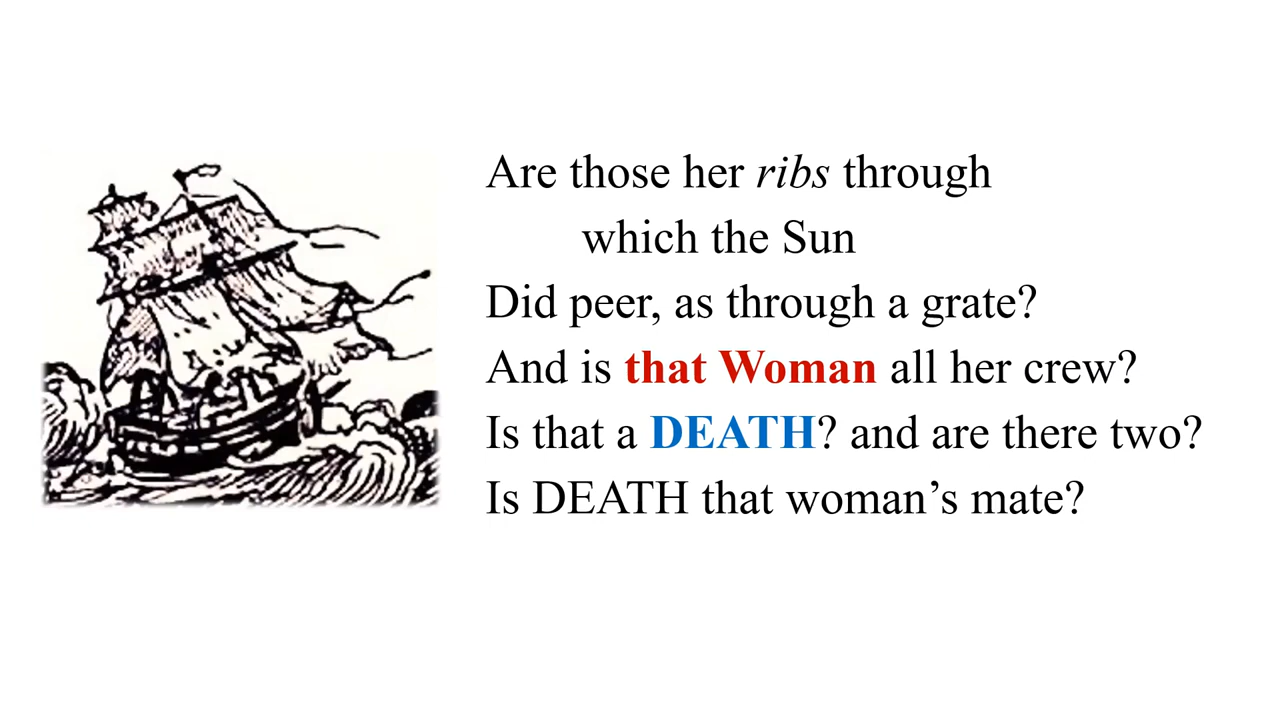 Are those her ribs through
which the Sun
Did peer, as through a grate?
And is that Woman all her crew?
Is that a DEATH? and are there two?
Is DEATH that woman’s mate?